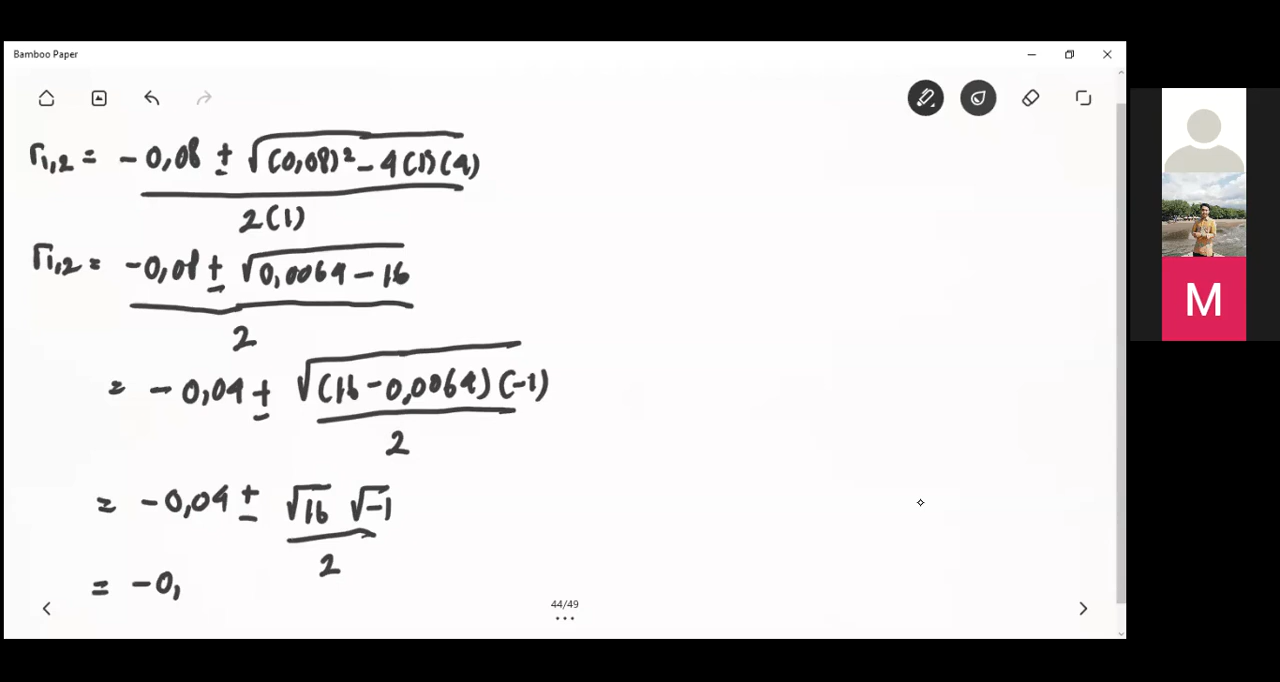 Bamboo Paper
r1,2 = -0,08 ± √(0,08)² - 4(1)(4)
2(1)
r1,2 = -0,08 ± √0,0064 - 16
2
= -0,04 ± √(16 - 0,0064)(-1)
2
= -0,04 ± √16 √-1
2
= -0,
44/49
M